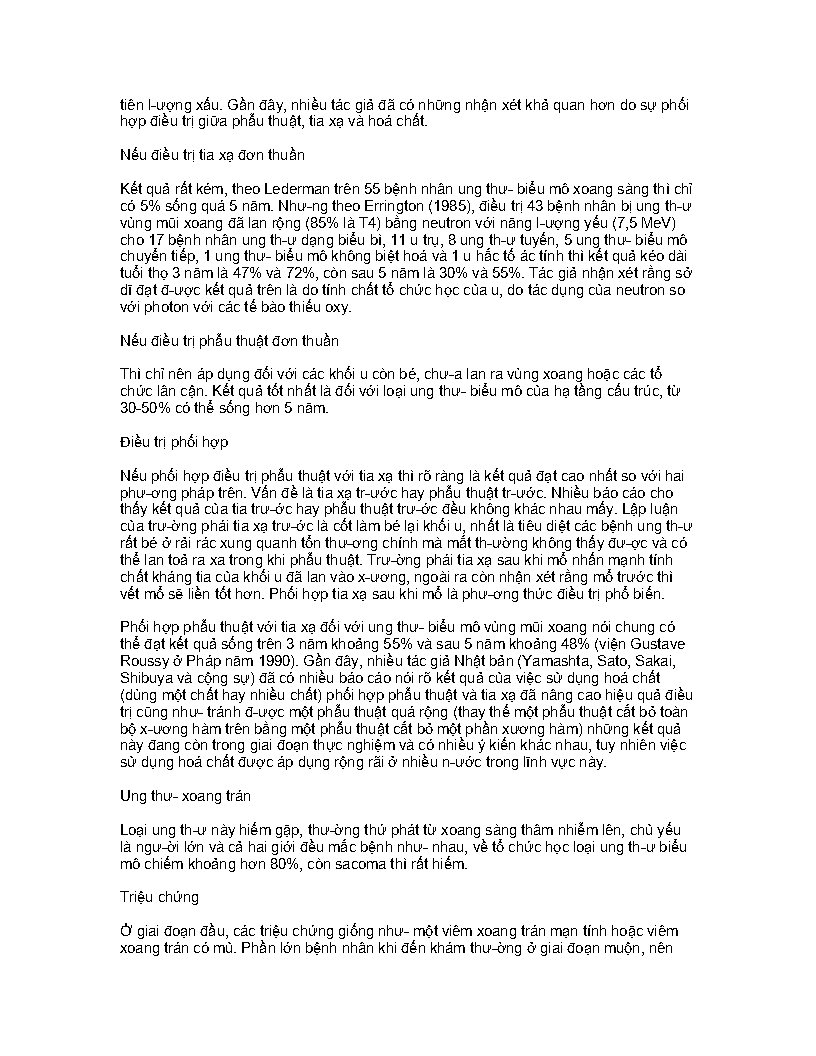 tiên l-ượng xấu. Gần đây, nhiều tác giả đã có những nhận xét khả quan hơn do sự phối
hợp điều trị giữa phẫu thuật, tia xạ và hoá chất.
Nếu điều trị tia xạ đơn thuần
Kết quả rất kém, theo Lederman trên 55 bệnh nhân ung thư- biểu mô xoang sàng thì chỉ
có 5% sống quá 5 năm. Như-ng theo Errington (1985), điều trị 43 bệnh nhân bị ung th-ư
vùng mũi xoang đã lan rộng (85% là T4) bằng neutron với năng l-ượng yếu (7,5 MeV)
cho 17 bệnh nhân ung th-ư dạng biểu bì, 11 u trụ, 8 ung th-ư tuyến, 5 ung thư- biểu mô
chuyển tiếp, 1 ung thư- biểu mô không biệt hoá và 1 u hắc tố ác tính thì kết quả kéo dài
tuổi thọ 3 năm là 47% và 72%, còn sau 5 năm là 30% và 55%. Tác giả nhận xét rằng sở
dĩ đạt đ-ược kết quả trên là do tính chất tổ chức học của u, do tác dụng của neutron so
với photon với các tế bào thiếu oxy.
Nếu điều trị phẫu thuật đơn thuần
Thì chỉ nên áp dụng đối với các khối u còn bé, chư-a lan ra vùng xoang hoặc các tổ
chức lân cận. Kết quả tốt nhất là đối với loại ung thư- biểu mô của hạ tầng cấu trúc, từ
30-50% có thể sống hơn 5 năm.
Điều trị phối hợp
Nếu phối hợp điều trị phẫu thuật với tia xạ thì rõ ràng là kết quả đạt cao nhất so với hai
phư-ơng pháp trên. Vấn đề là tia xạ tr-ước hay phẫu thuật tr-ước. Nhiều báo cáo cho
thấy kết quả của tia trư-ớc hay phẫu thuật trư-ớc đều không khác nhau mấy. Lập luận
của trư-ờng phái tia xạ trư-ớc là cốt làm bé lại khối u, nhất là tiêu diệt các bệnh ung th-ư
rất bé ở rải rác xung quanh tổn thư-ơng chính mà mắt th-ường không thấy đư-ợc và có
thể lan toả ra xa trong khi phẫu thuật. Trư-ờng phái tia xạ sau khi mổ nhấn mạnh tính
chất kháng tia của khối u đã lan vào x-ương, ngoài ra còn nhận xét rằng mổ trước thì
vết mổ sẽ liền tốt hơn. Phối hợp tia xạ sau khi mổ là phư-ơng thức điều trị phổ biến.
Phối hợp phẫu thuật với tia xạ đối với ung thư- biểu mô vùng mũi xoang nói chung có
thể đạt kết quả sống trên 3 năm khoảng 55% và sau 5 năm khoảng 48% (viện Gustave
Roussy ở Pháp năm 1990). Gần đây, nhiều tác giả Nhật bản (Yamashta, Sato, Sakai,
Shibuya và cộng sự) đã có nhiều báo cáo nói rõ kết quả của việc sử dụng hoá chất
(dùng một chất hay nhiều chất) phối hợp phẫu thuật và tia xạ đã nâng cao hiệu quả điều
trị cũng như- tránh đ-ược một phẫu thuật quá rộng (thay thế một phẫu thuật cắt bỏ toàn
bộ x-ương hàm trên bằng một phẫu thuật cắt bỏ một phần xương hàm) những kết quả
này đang còn trong giai đoạn thực nghiệm và có nhiều ý kiến khác nhau, tuy nhiên việc
sử dụng hoá chất được áp dụng rộng rãi ở nhiều n-ước trong lĩnh vực này.
Ung thư- xoang trán
Loại ung th-ư này hiếm gặp, thư-ờng thứ phát từ xoang sàng thâm nhiễm lên, chủ yếu
là ngư-ời lớn và cả hai giới đều mắc bệnh như- nhau, về tổ chức học loại ung th-ư biểu
mô chiếm khoảng hơn 80%, còn sacoma thì rất hiếm.
Triệu chứng
Ở giai đoạn đầu, các triệu chứng giống như- một viêm xoang trán mạn tính hoặc viêm
xoang trán có mủ. Phần lớn bệnh nhân khi đến khám thư-ờng ở giai đoạn muộn, nên